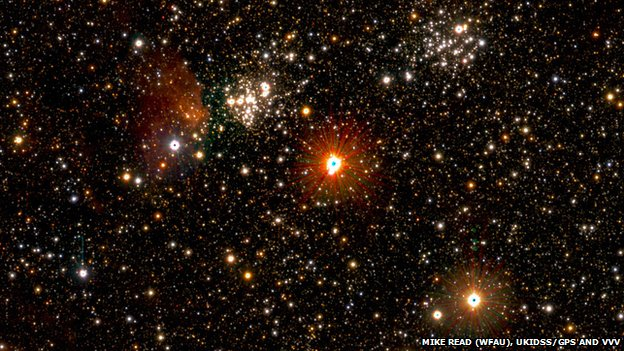 MIKE READ (WFAU), UKIDSS/GPS AND VVV